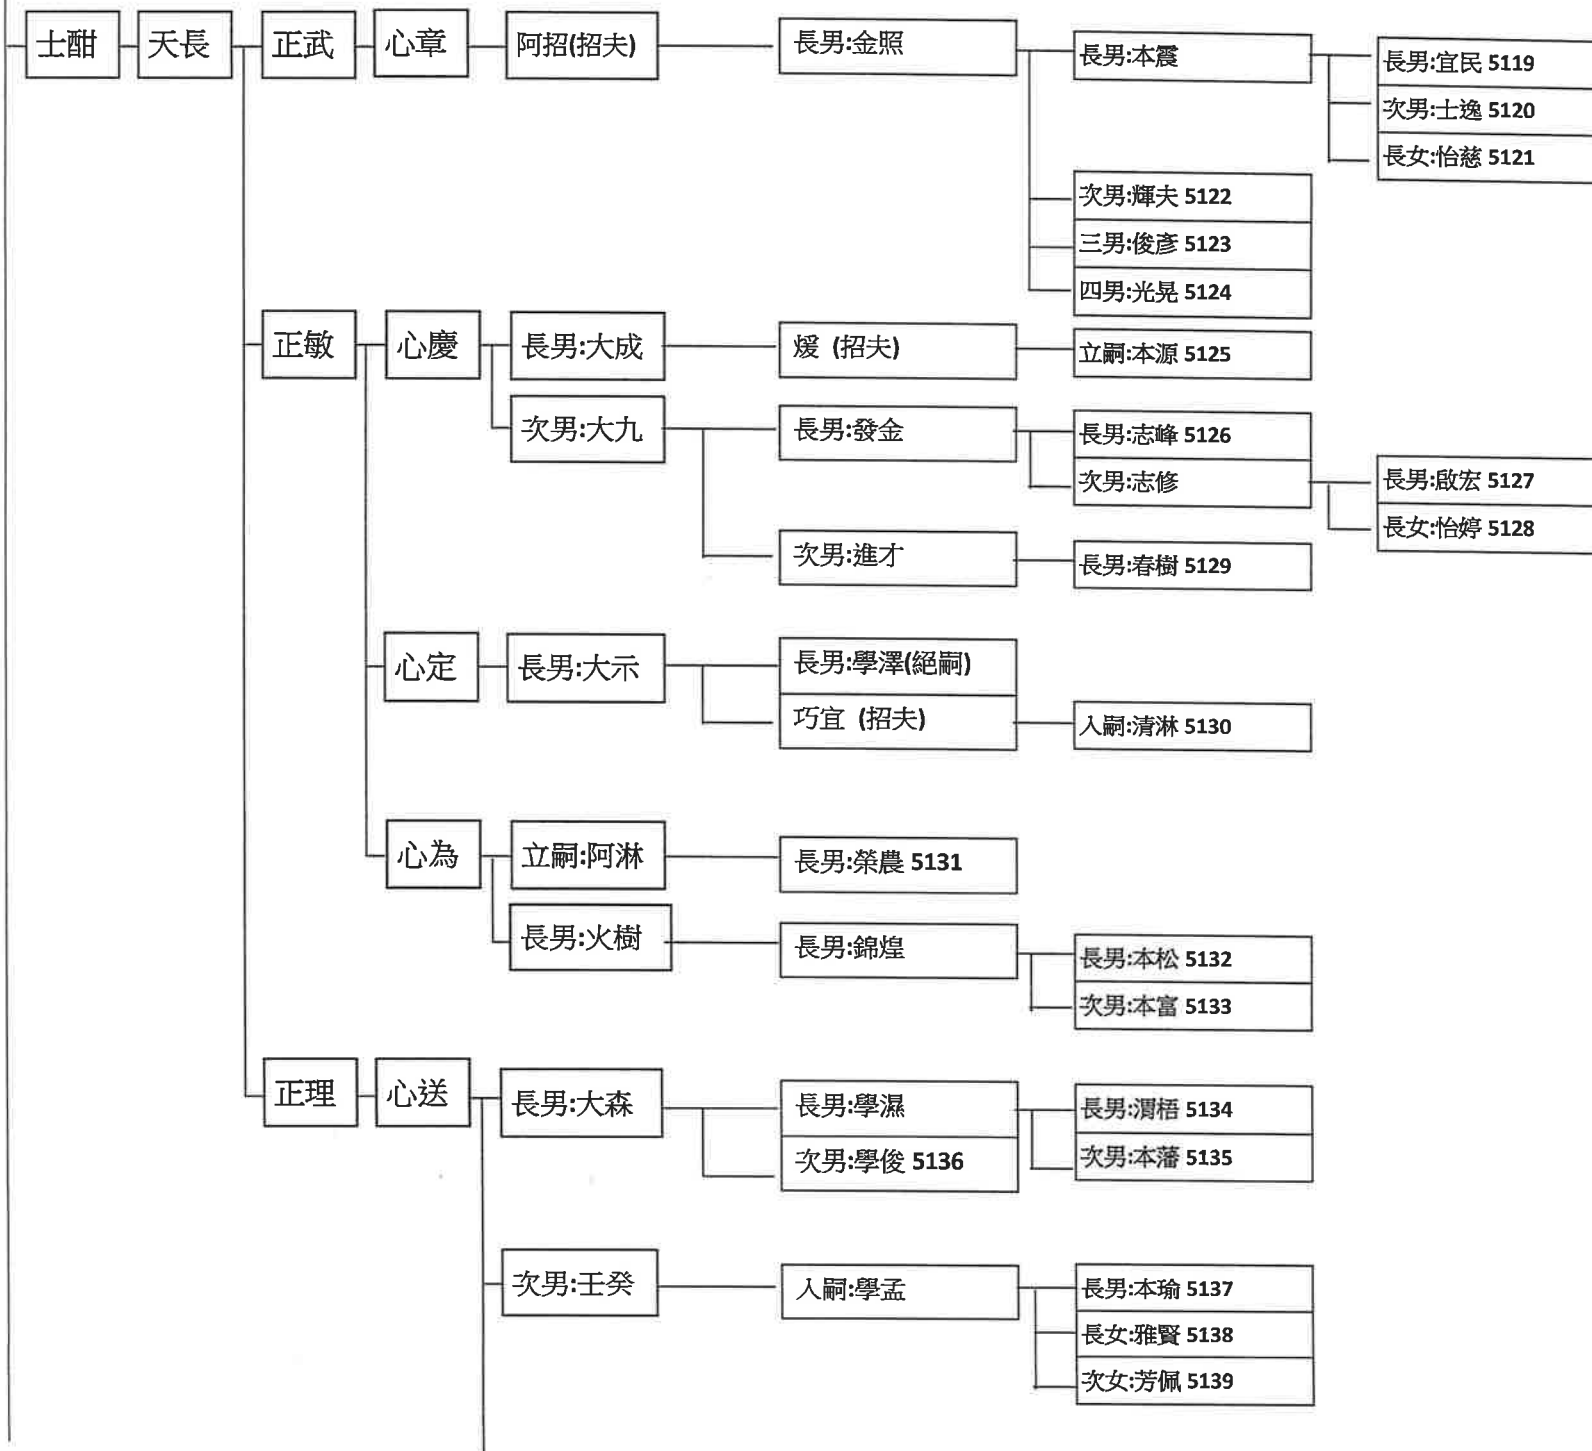 士酣
天長
正武
心章
阿招(招夫)
長男:金照
長男:本震
長男:宜民 5119
次男:士逸 5120
長女:怡慈 5121
次男:輝夫 5122
三男:俊彥 5123
四男:光晃 5124
正敏
心慶
長男:大成
煖 (招夫)
立嗣:本源 5125
次男:大九
長男:發金
長男:志峰 5126
次男:志修
長男:啟宏 5127
長女:怡婷 5128
次男:進才
長男:春樹 5129
心定
長男:大示
長男:學澤(絕嗣)
巧宜 (招夫)
入嗣:清淋 5130
心為
立嗣:阿淋
長男:榮農 5131
長男:火樹
長男:錦煌
長男:本松 5132
次男:本富 5133
正理
心送
長男:大森
長男:學濕
長男:渭梧 5134
次男:本藩 5135
次男:學俊 5136
次男:壬癸
入嗣:學孟
長男:本瑜 5137
長女:雅賢 5138
次女:芳佩 5139